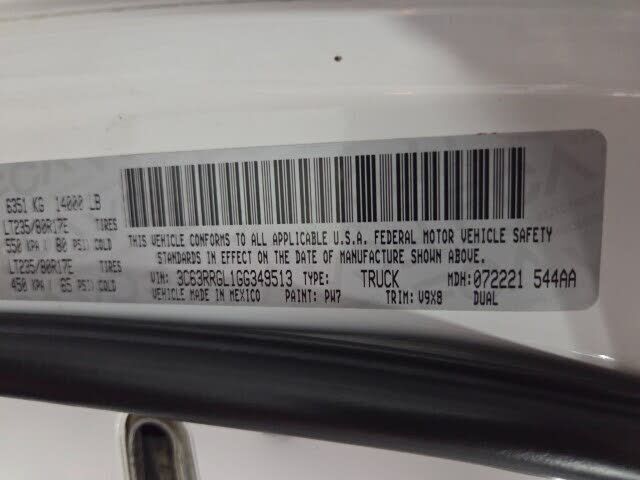 6351 KG 14000 LB
LT235/80R17E TIRES
550 KPA / 80 PSI/ COLD
LT235/80R17E TIRES
450 KPA / 65 PSI/ COLD
THIS VEHICLE CONFORMS TO ALL APPLICABLE U.S.A. FEDERAL MOTOR VEHICLE SAFETY
STANDARDS IN EFFECT ON THE DATE OF MANUFACTURE SHOWN ABOVE.
VIN: 3C63RRGL1GG349513 TYPE: TRUCK MDH: 072221 544AA
VEHICLE MADE IN MEXICO PAINT: PW7 TRIM: V9X8 DUAL